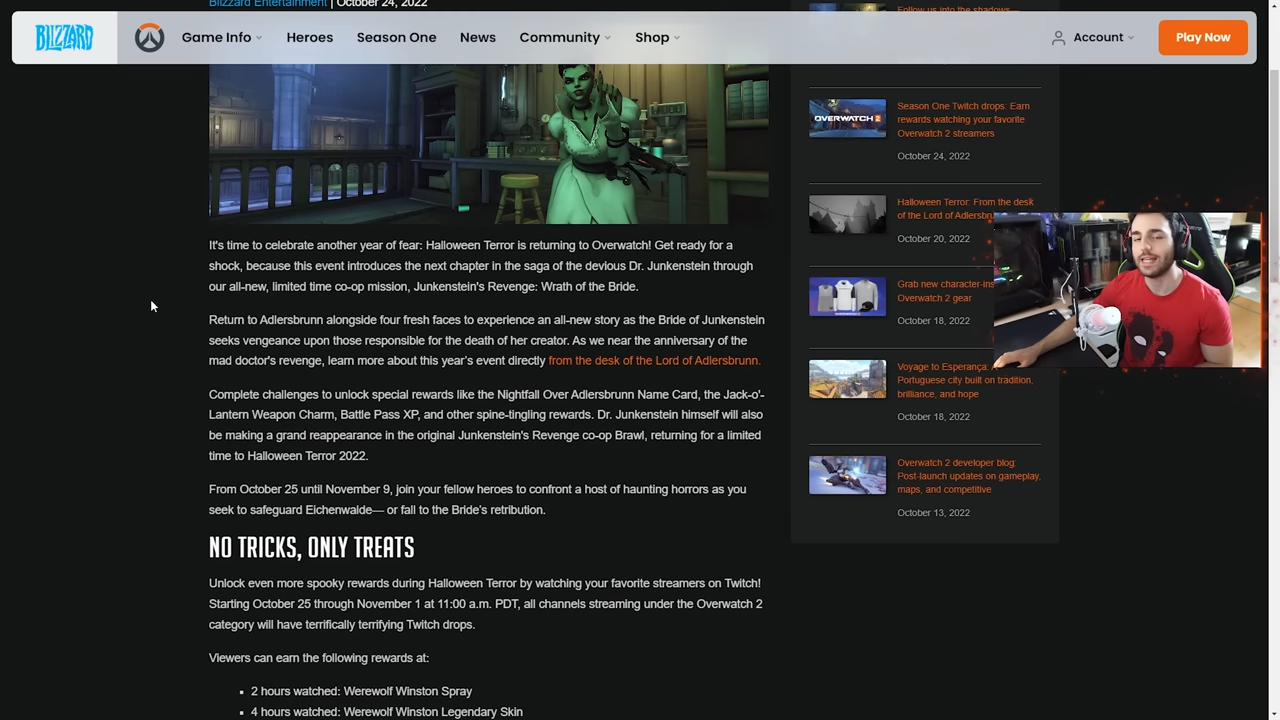 Blizzard Entertainment | October 24, 2022
BLIZZARD
Game Info
Heroes
Season One
News
Community
Shop
Account
Play Now
It's time to celebrate another year of fear: Halloween Terror is returning to Overwatch! Get ready for a
shock, because this event introduces the next chapter in the saga of the devious Dr. Junkenstein through
our all-new, limited time co-op mission, Junkenstein's Revenge: Wrath of the Bride.
Return to Adlersbrunn alongside four fresh faces to experience an all-new story as the Bride of Junkenstein
seeks vengeance upon those responsible for the death of her creator. As we near the anniversary of the
mad doctor's revenge, learn more about this year's event directly from the desk of the Lord of Adlersbrunn.
Complete challenges to unlock special rewards like the Nightfall Over Adlersbrunn Name Card, the Jack-o'-
Lantern Weapon Charm, Battle Pass XP, and other spine-tingling rewards. Dr. Junkenstein himself will also
be making a grand reappearance in the original Junkenstein's Revenge co-op Brawl, returning for a limited
time to Halloween Terror 2022.
From October 25 until November 9, join your fellow heroes to confront a host of haunting horrors as you
seek to safeguard Eichenwalde— or fall to the Bride's retribution.
NO TRICKS, ONLY TREATS
Unlock even more spooky rewards during Halloween Terror by watching your favorite streamers on Twitch!
Starting October 25 through November 1 at 11:00 a.m. PDT, all channels streaming under the Overwatch 2
category will have terrifically terrifying Twitch drops.
Viewers can earn the following rewards at:
▪ 2 hours watched: Werewolf Winston Spray
▪ 4 hours watched: Werewolf Winston Legendary Skin
Follow us into the shadows—
OVERWATCH 2
Season One Twitch drops: Earn
rewards watching your favorite
Overwatch 2 streamers
October 24, 2022
Halloween Terror: From the desk
of the Lord of Adlersbru
October 20, 2022
Grab new character-ins
Overwatch 2 gear
October 18, 2022
Voyage to Esperança:
Portuguese city built on tradition,
brilliance, and hope
October 18, 2022
Overwatch 2 developer blog:
Post-launch updates on gameplay,
maps, and competitive
October 13, 2022